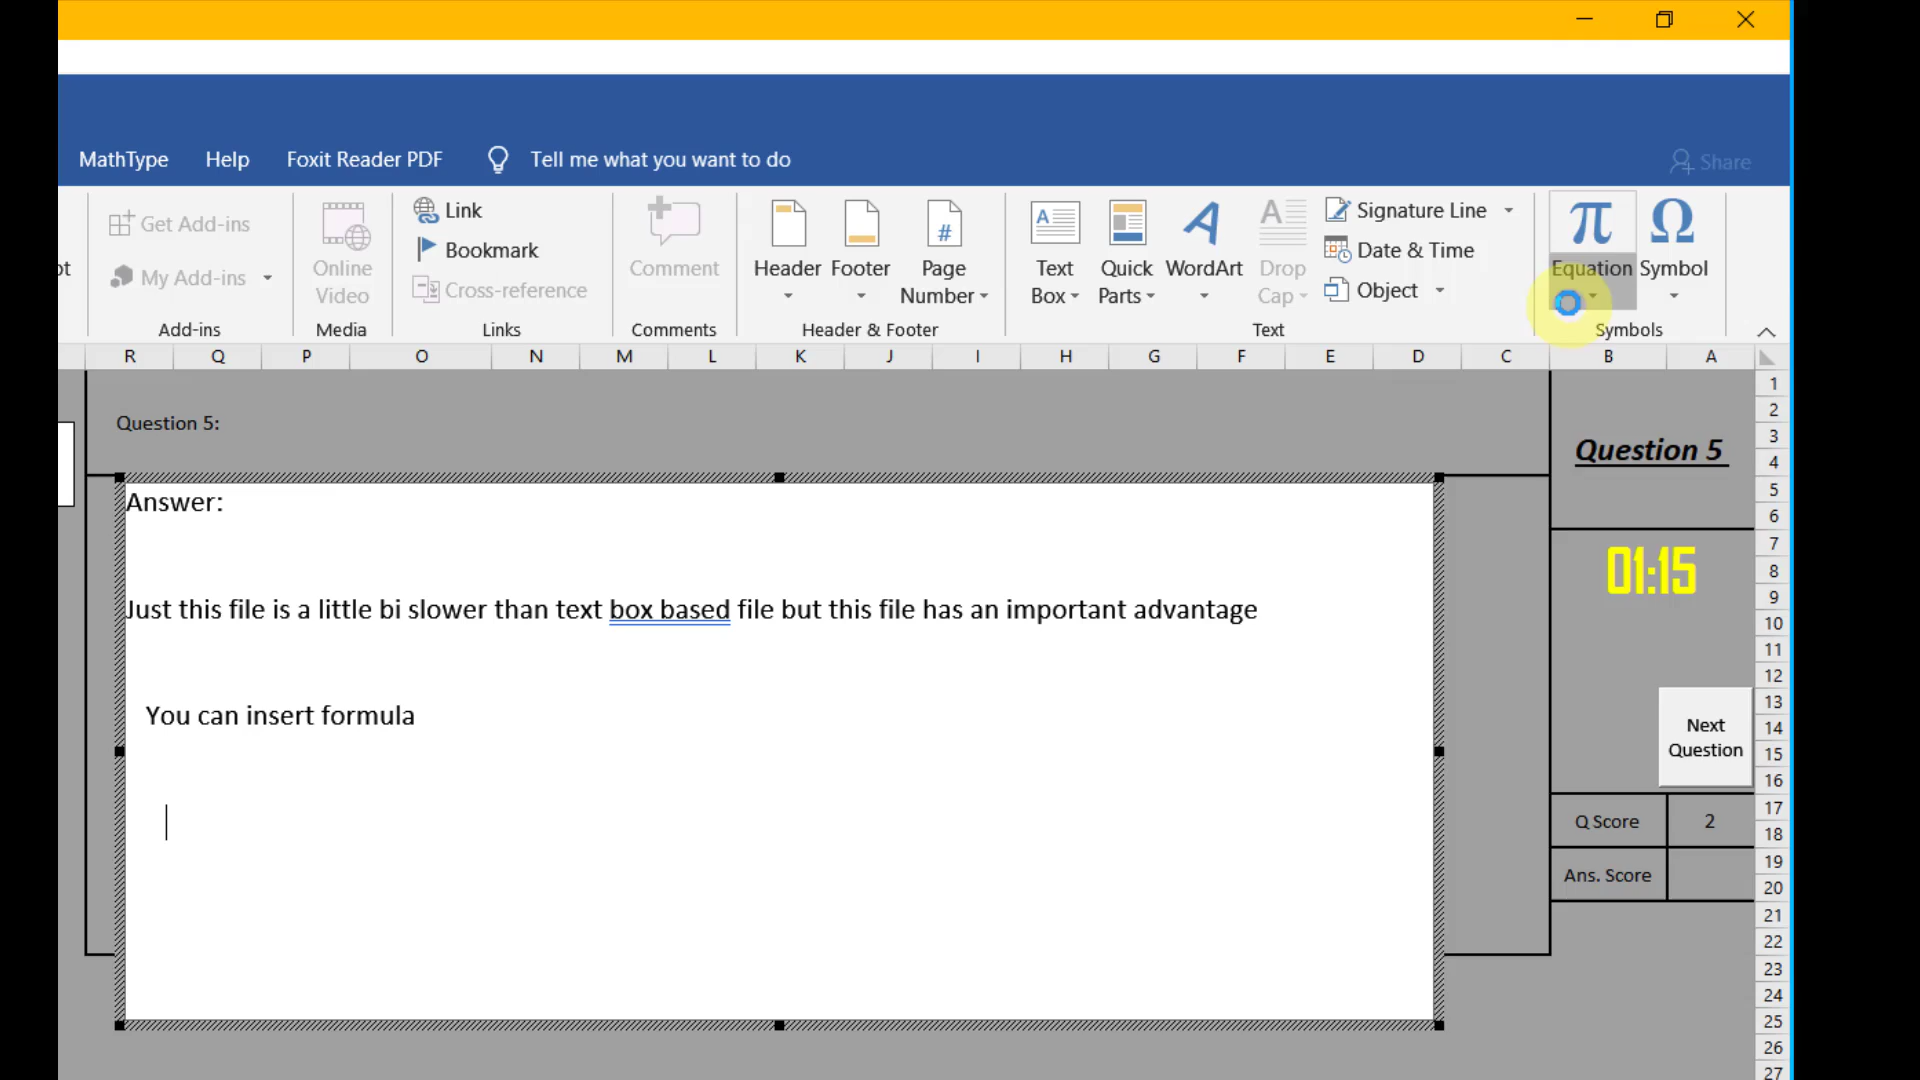 MathType Help Foxit Reader PDF Tell me what you want to do Share
pt
Get Add-ins
My Add-ins
Add-ins
Online
Video
Media
Link
Bookmark
Cross-reference
Links
Comment
Comments
Header
Footer
Page
Number
Header & Footer
Text
Box
Quick
Parts
WordArt
Drop
Cap
Signature Line
Date & Time
Object
Text
π
Equation
Ω
Symbol
Symbols
R Q P O N M L K J I H G F E D C B A
Question 5:
Answer:
Just this file is a little bi slower than text box based file but this file has an important advantage
You can insert formula
Question 5
01:15
Next
Question
Q Score 2
Ans. Score
1
2
3
4
5
6
7
8
9
10
11
12
13
14
15
16
17
18
19
20
21
22
23
24
25
26
27